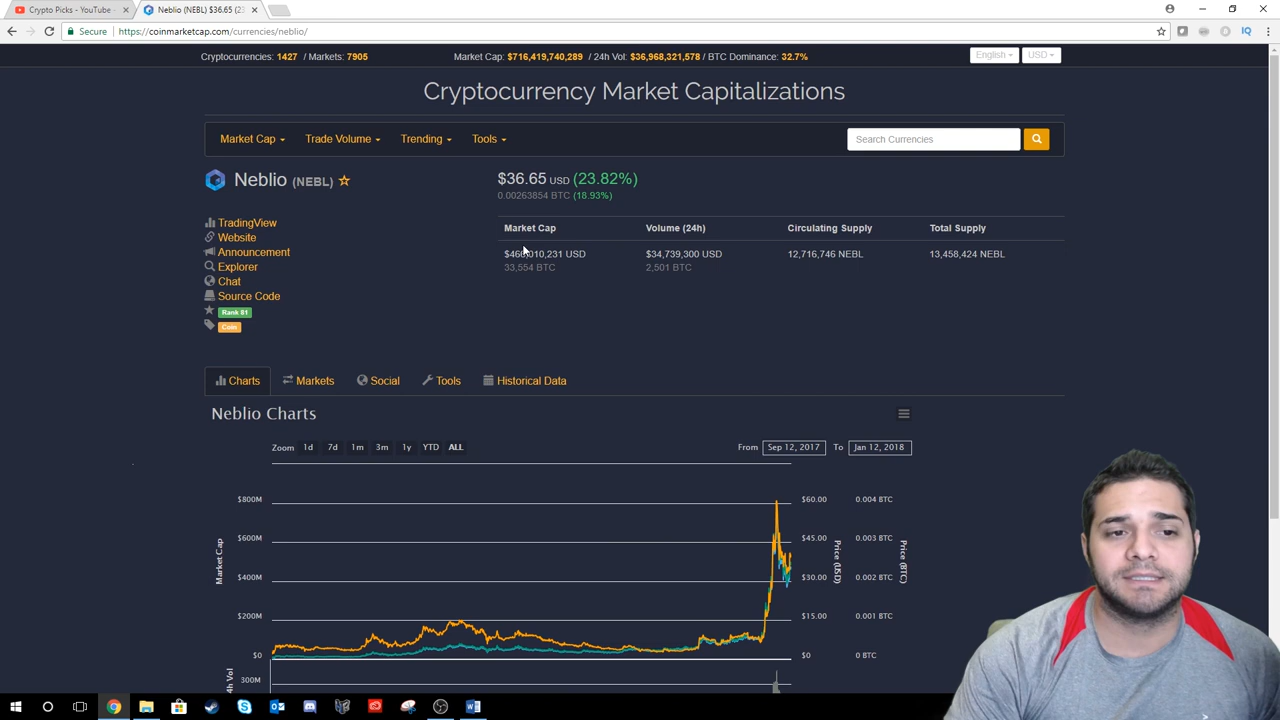 Crypto Picks - YouTube
Neblio (NEBL) $36.65 (23
Secure
https://coinmarketcap.com/currencies/neblio/
Cryptocurrencies: 1427 / Markets: 7905
Market Cap: $716,419,740,289 / 24h Vol: $36,968,321,578 / BTC Dominance: 32.7%
English
USD
Cryptocurrency Market Capitalizations
Market Cap
Trade Volume
Trending
Tools
Search Currencies
Neblio (NEBL)
$36.65 USD (23.82%)
0.00263854 BTC (18.93%)
TradingView
Website
Announcement
Explorer
Chat
Source Code
Rank 81
Coin
Market Cap
Volume (24h)
Circulating Supply
Total Supply
$466,010,231 USD
$34,739,300 USD
12,716,746 NEBL
13,458,424 NEBL
33,554 BTC
2,501 BTC
Charts
Markets
Social
Tools
Historical Data
Neblio Charts
Zoom 1d 7d 1m 3m 1y YTD ALL
From Sep 12, 2017 To Jan 12, 2018
$800M
$600M
$400M
$200M
$0
Market Cap
$60.00
$45.00
$30.00
$15.00
$0
Price (USD)
0.004 BTC
0.003 BTC
0.002 BTC
0.001 BTC
0 BTC
Price (BTC)
300M
4h Vol